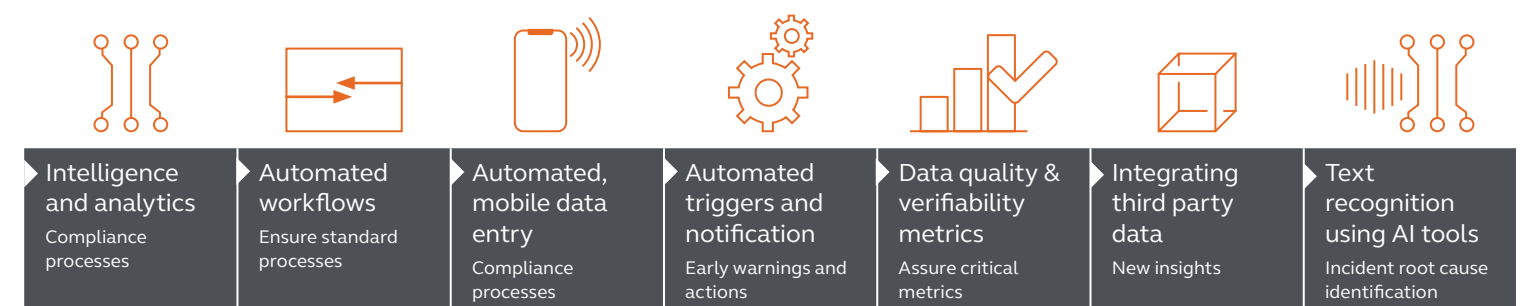 Intelligence
and analytics
Compliance
processes
Automated
workflows
Ensure standard
processes
Automated,
mobile data
entry
Compliance
processes
Automated
triggers and
notification
Early warnings and
actions
Data quality &
verifiability
metrics
Assure critical
metrics
Integrating
third party
data
New insights
Text
recognition
using AI tools
Incident root cause
identification